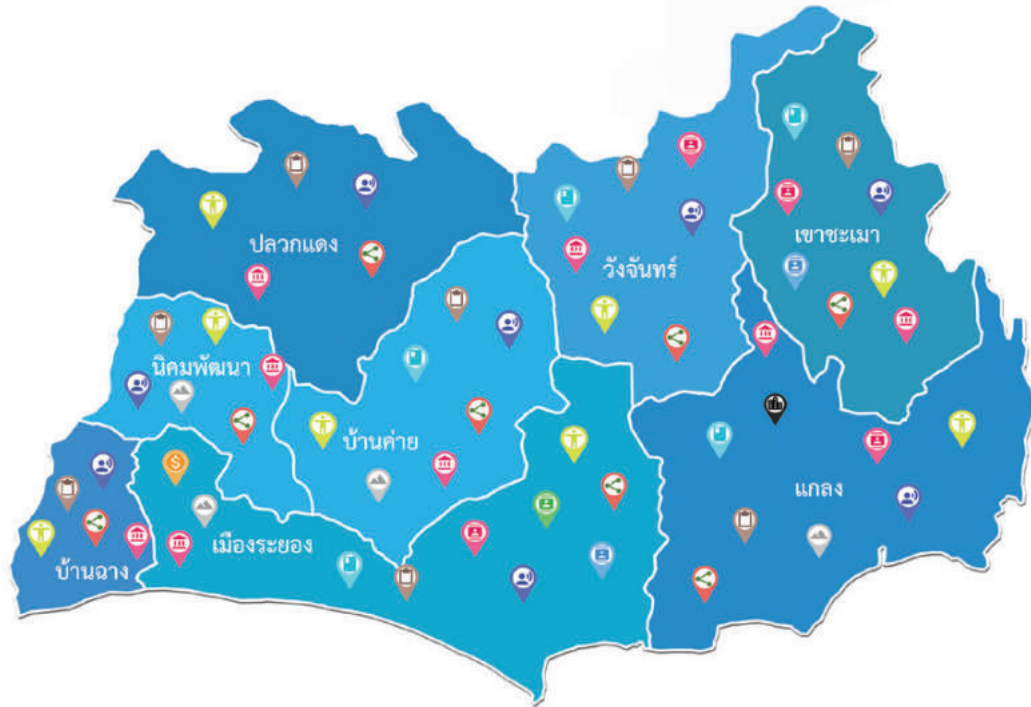 ปลวกแดง
วังจันทร์
เขาชะเมา
นิคมพัฒนา
บ้านค่าย
แกลง
เมืองระยอง
บ้านฉาง